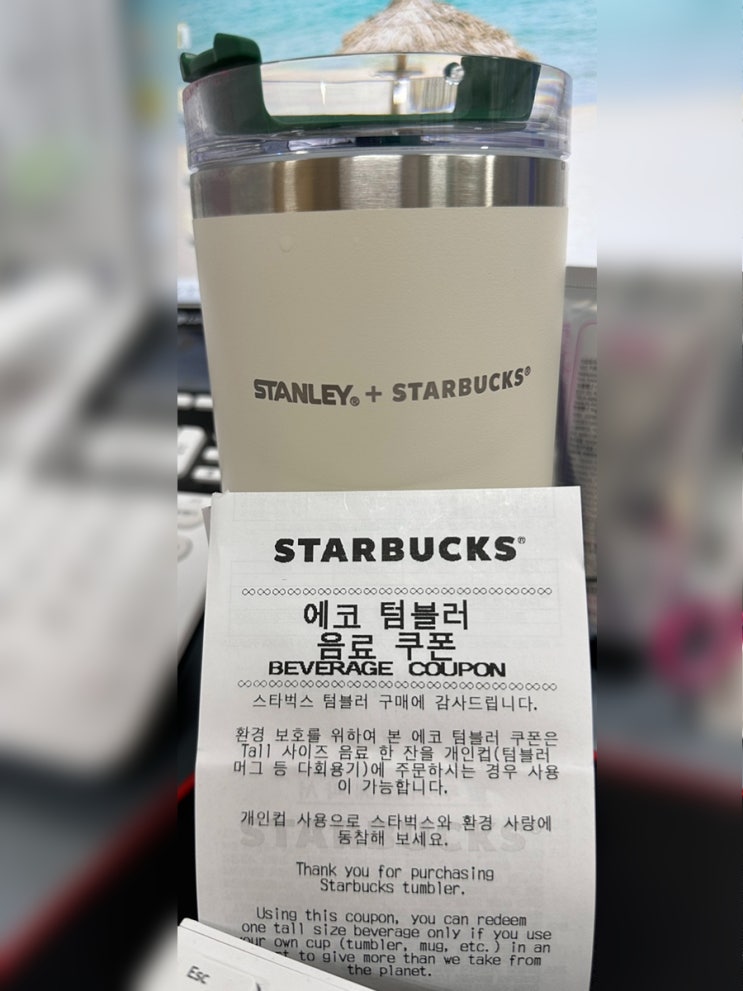 STANLEY® + STARBUCKS®
STARBUCKS®
에코 텀블러
음료 쿠폰
BEVERAGE COUPON
스타벅스 텀블러 구매에 감사드립니다.
환경 보호를 위하여 본 에코 텀블러 쿠폰은
Tall 사이즈 음료 한 잔을 개인컵(텀블러
머그 등 다회용기)에 주문하시는 경우 사용
이 가능합니다.
개인컵 사용으로 스타벅스와 환경 사랑에
동참해 보세요.
Thank you for purchasing
Starbucks tumbler.
Using this coupon, you can redeem
one tall size beverage only if you use
your own cup (tumbler, mug, etc.) in an
to give more than we take from
the planet.
Esc